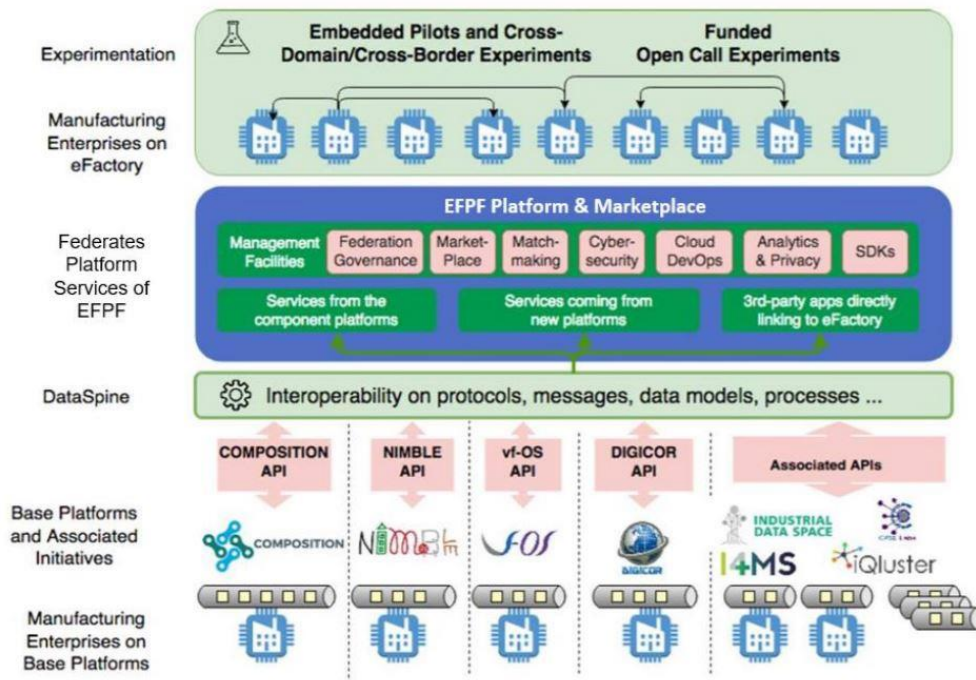 Experimentation
Embedded Pilots and Cross-
Domain/Cross-Border Experiments
Funded
Open Call Experiments
Manufacturing
Enterprises on
eFactory
EFPF Platform & Marketplace
Federates
Platform
Services of
EFPF
Management
Facilities
Federation
Governance
Market-
Place
Match-
making
Cyber-
security
Cloud
DevOps
Analytics
& Privacy
SDKs
Services from the
component platforms
Services coming from
new platforms
3rd-party apps directly
linking to eFactory
DataSpine
Interoperability on protocols, messages, data models, processes ...
COMPOSITION
API
NIMBLE
API
vf-OS
API
DIGICOR
API
Associated APIs
Base Platforms
and Associated
Initiatives
COMPOSITION
NIMBLE
vf-OS
DIGICOR
INDUSTRIAL
DATA SPACE
I4MS
iQluster
Manufacturing
Enterprises on
Base Platforms